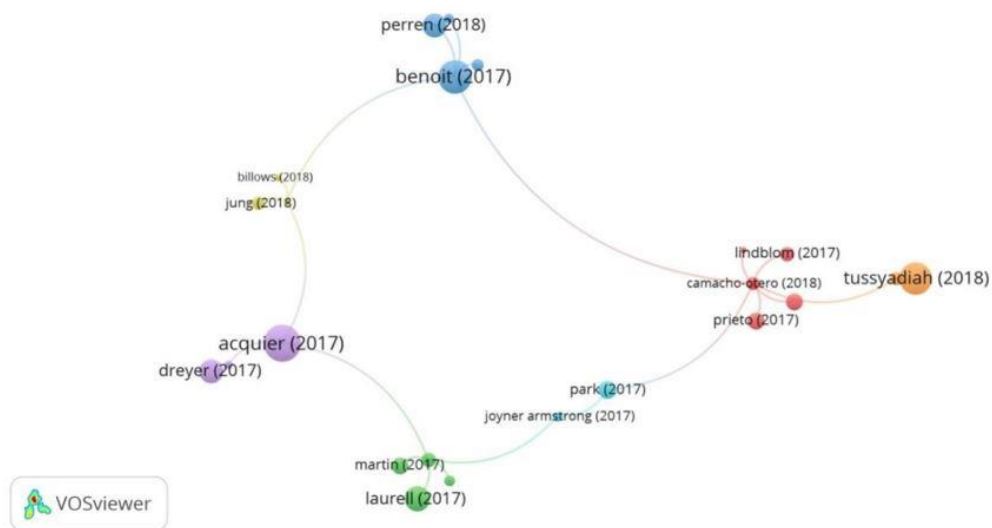 perren (2018)
benoit (2017)
billows (2018)
jung (2018)
lindblom (2017)
camacho-otero (2018)
tussyadiah (2018)
prieto (2017)
acquier (2017)
dreyer (2017)
park (2017)
joyner armstrong (2017)
martin (2017)
laurell (2017)
VOSviewer